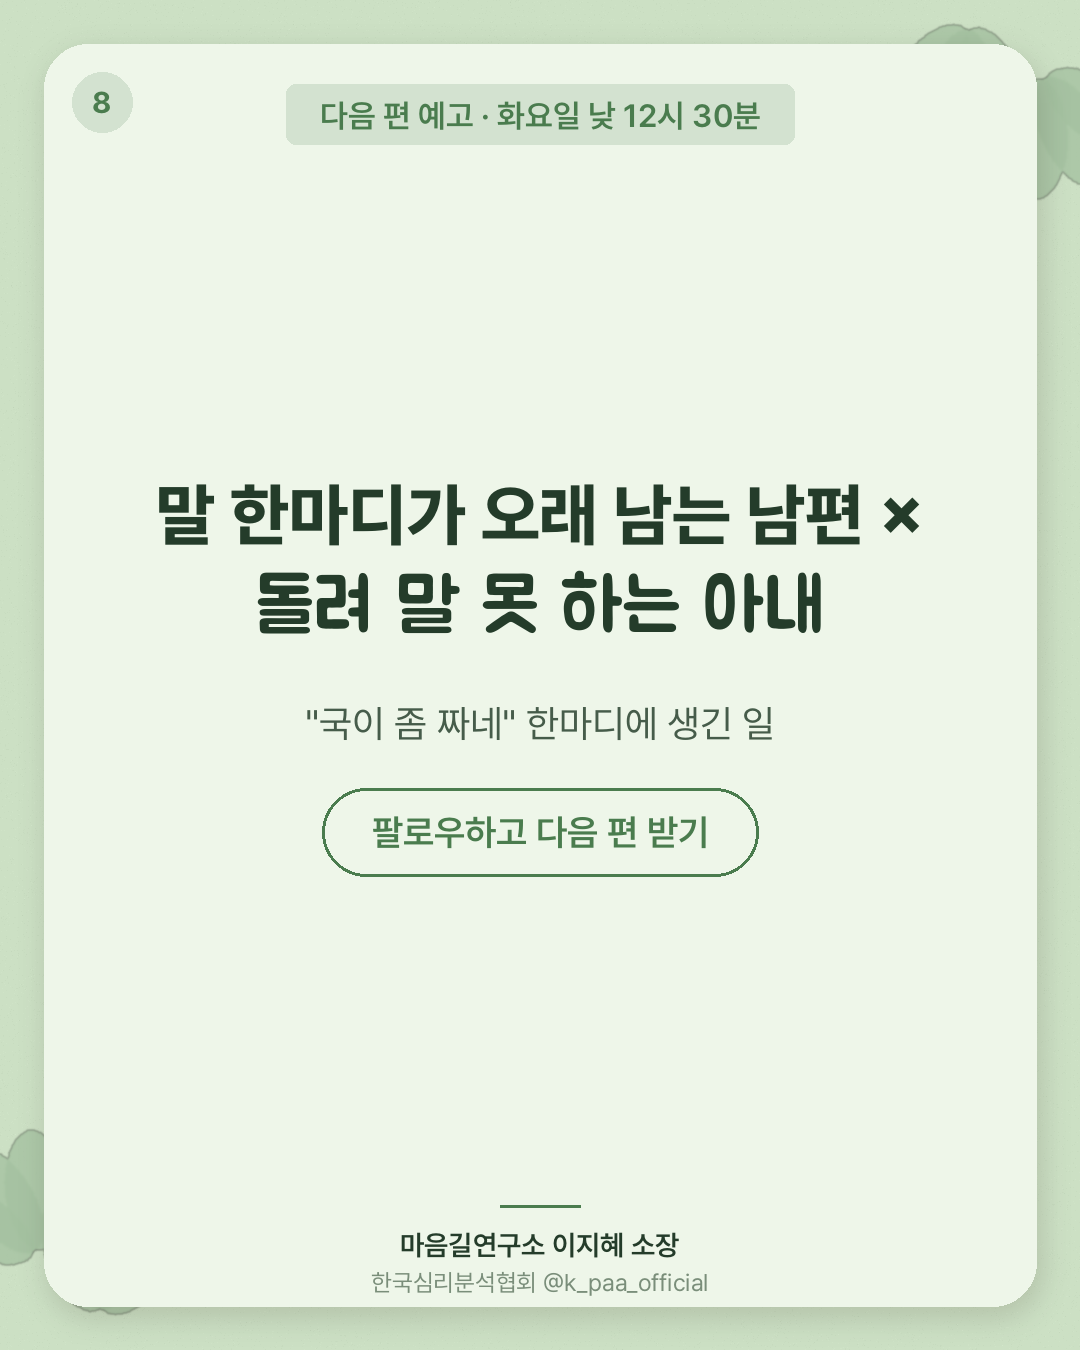 8
다음 편 예고 · 화요일 낮 12시 30분
말 한마디가 오래 남는 남편 ×
돌려 말 못 하는 아내
"국이 좀 짜네" 한마디에 생긴 일
팔로우하고 다음 편 받기
마음길연구소 이지혜 소장
한국심리분석협회 @k_paa_official